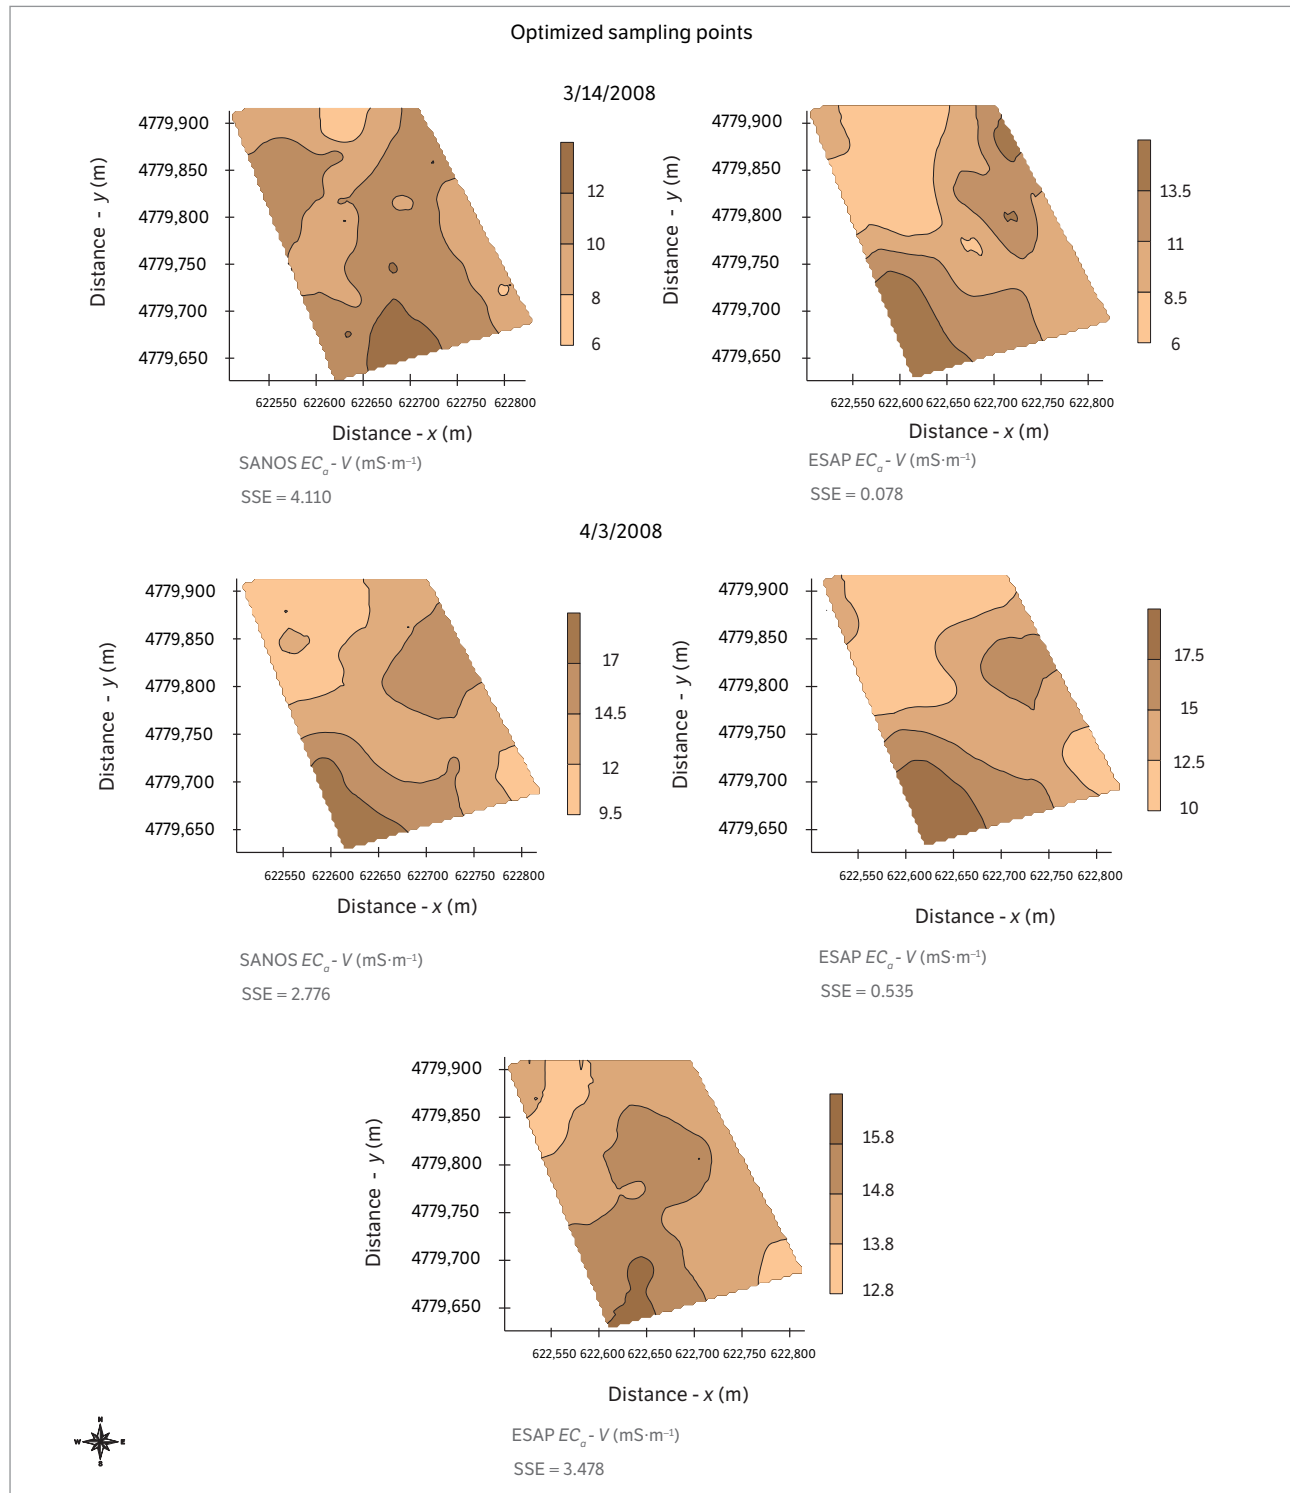 Optimized sampling points
3/14/2008
4779,900
4779,850
4779,800
4779,750
4779,700
4779,650
Distance - y (m)
622550 622600 622650 622700 622750 622800
Distance - x (m)
12
10
8
6
SANOS ECa - V (mS·m⁻¹)
SSE = 4.110
4779,900
4779,850
4779,800
4779,750
4779,700
4779,650
Distance - y (m)
622,550 622,600 622,650 622,700 622,750 622,800
Distance - x (m)
13.5
11
8.5
6
ESAP ECa - V (mS·m⁻¹)
SSE = 0.078
4/3/2008
4779,900
4779,850
4779,800
4779,750
4779,700
4779,650
Distance - y (m)
622550 622600 622650 622700 622750 622800
Distance - x (m)
17
14.5
12
9.5
SANOS ECa - V (mS·m⁻¹)
SSE = 2.776
4779,900
4779,850
4779,800
4779,750
4779,700
4779,650
Distance - y (m)
622,550 622,600 622,650 622,700 622,750 622,800
Distance - x (m)
17.5
15
12.5
10
ESAP ECa - V (mS·m⁻¹)
SSE = 0.535
4779,900
4779,850
4779,800
4779,750
4779,700
4779,650
Distance - y (m)
622,550 622,600 622,650 622,700 622,750 622,800
Distance - x (m)
15.8
14.8
13.8
12.8
ESAP ECa - V (mS·m⁻¹)
SSE = 3.478
N
W E
S